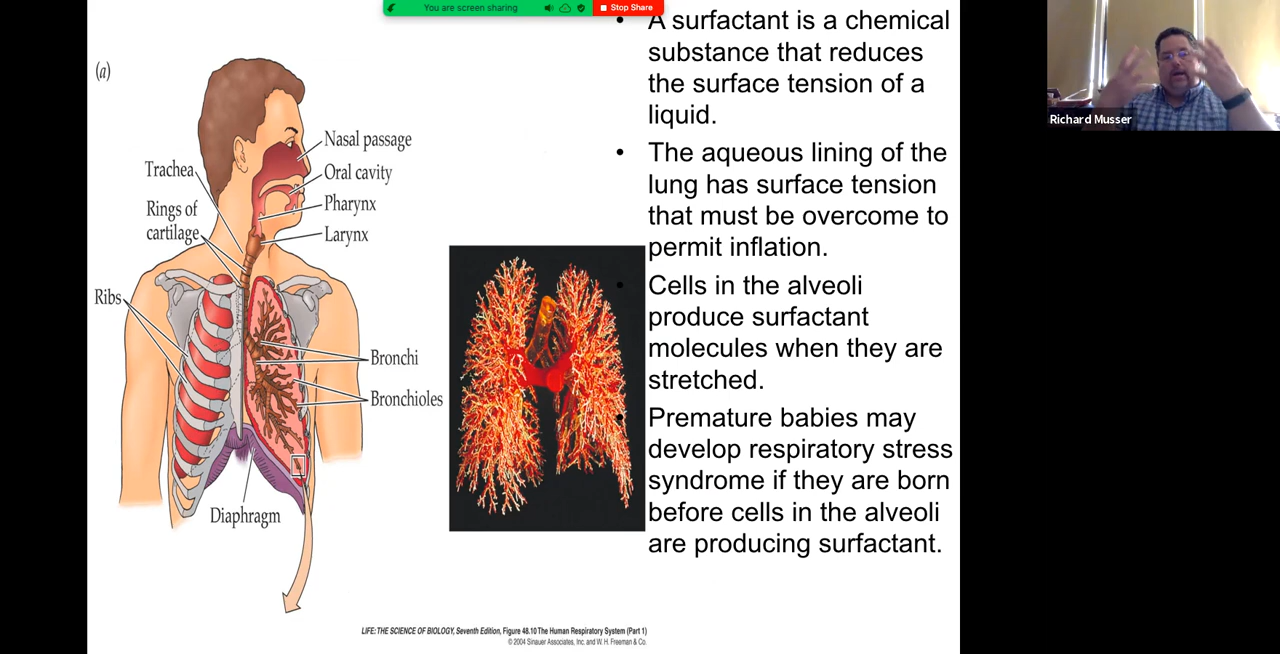 You are screen sharing
Stop Share
(a)
Nasal passage
Oral cavity
Pharynx
Larynx
Trachea
Rings of
cartilage
Ribs
Bronchi
Bronchioles
Diaphragm
• A surfactant is a chemical
substance that reduces
the surface tension of a
liquid.
• The aqueous lining of the
lung has surface tension
that must be overcome to
permit inflation.
• Cells in the alveoli
produce surfactant
molecules when they are
stretched.
• Premature babies may
develop respiratory stress
syndrome if they are born
before cells in the alveoli
are producing surfactant.
LIFE: THE SCIENCE OF BIOLOGY, Seventh Edition, Figure 48.10 The Human Respiratory System (Part 1)
© 2004 Sinauer Associates, Inc. and W. H. Freeman & Co.
Richard Musser